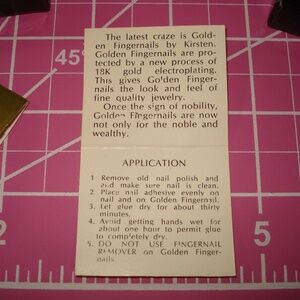 The latest craze is Gold-
en Fingernails by Kirsten.
Golden Fingernails are pro-
tected by a new process of
18K gold electroplating.
This gives Golden Finger-
nails the look and feel of
fine quality jewelry.
Once the sign of nobility,
Golden Fingernails are now
not only for the noble and
wealthy.
APPLICATION
1 Remove old nail polish and
and make sure nail is clean.
2 Place nail adhesive evenly on
nail and on Golden Fingernail.
3. Let glue dry for about thirty
minutes.
4. Avoid getting hands wet for
about one hour to permit glue
to completely dry.
5. DO NOT USE FINGERNAIL
REMOVER on Golden Finger-
nails.
45
2
5